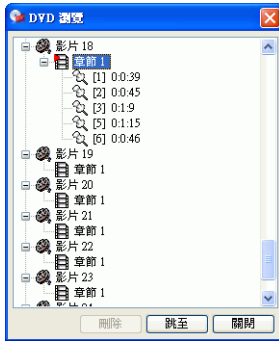 DVD 瀏覽
影片 18
章節 1
[1] 0:0:39
[2] 0:0:45
[3] 0:1:9
[5] 0:1:15
[6] 0:0:46
影片 19
章節 1
影片 20
章節 1
影片 21
章節 1
影片 22
章節 1
影片 23
章節 1
刪除 跳至 關閉